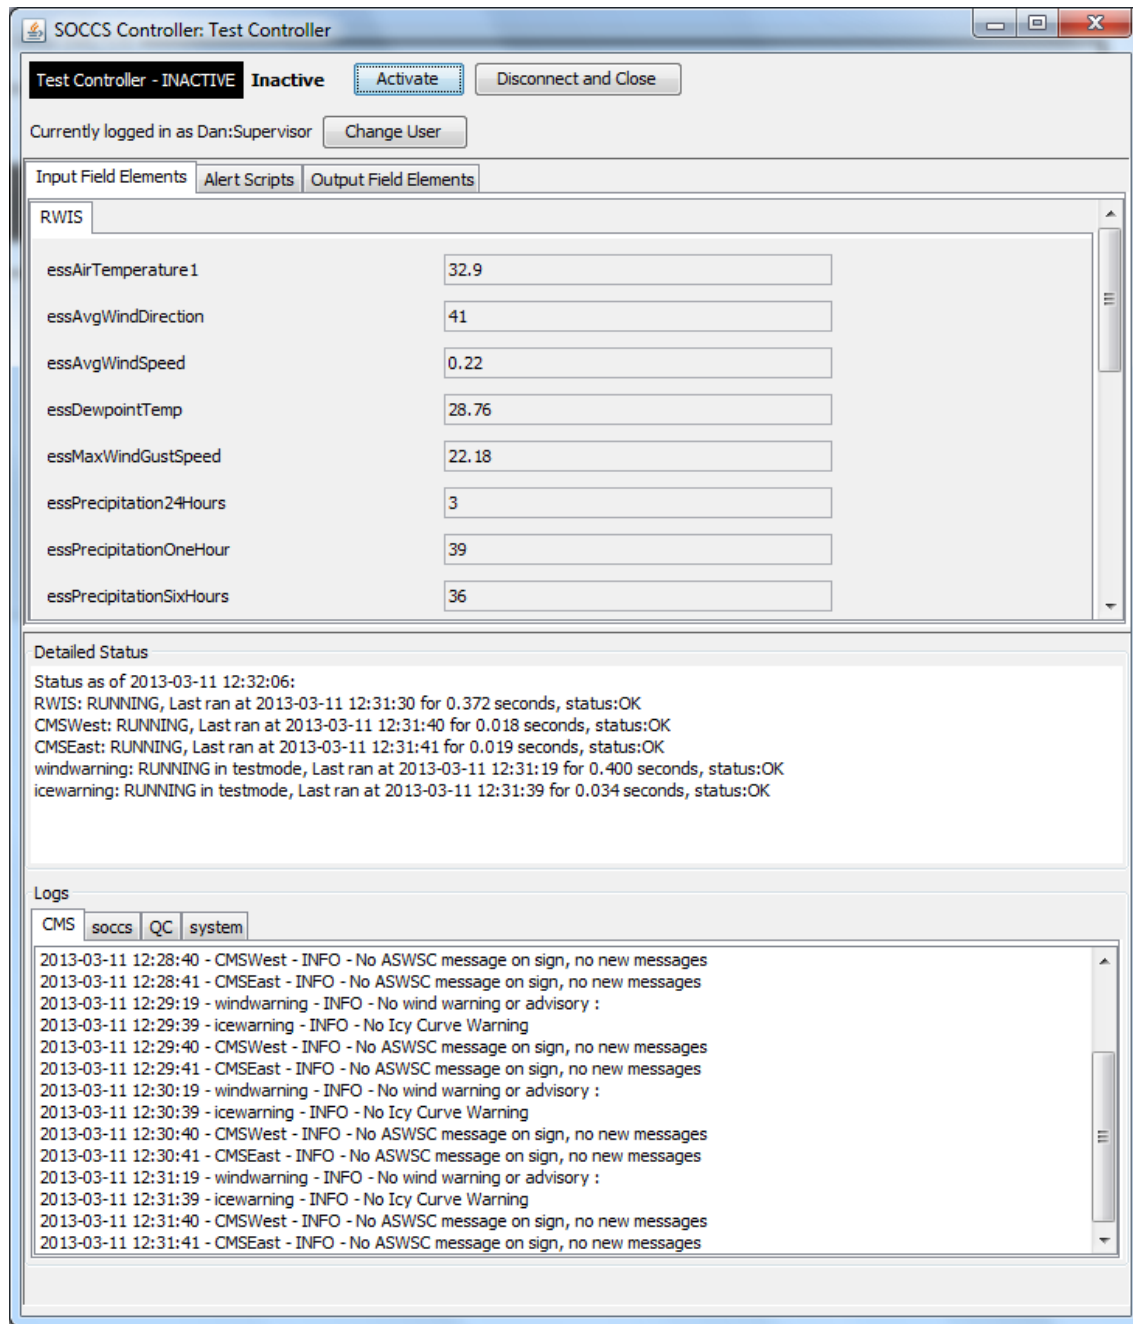 SOCCS Controller: Test Controller
Test Controller - INACTIVE Inactive Activate Disconnect and Close
Currently logged in as Dan:Supervisor Change User
Input Field Elements Alert Scripts Output Field Elements
RWIS
essAirTemperature1 32.9
essAvgWindDirection 41
essAvgWindSpeed 0.22
essDewpointTemp 28.76
essMaxWindGustSpeed 22.18
essPrecipitation24Hours 3
essPrecipitationOneHour 39
essPrecipitationSixHours 36
Detailed Status
Status as of 2013-03-11 12:32:06:
RWIS: RUNNING, Last ran at 2013-03-11 12:31:30 for 0.372 seconds, status:OK
CMSWest: RUNNING, Last ran at 2013-03-11 12:31:40 for 0.018 seconds, status:OK
CMSEast: RUNNING, Last ran at 2013-03-11 12:31:41 for 0.019 seconds, status:OK
windwarning: RUNNING in testmode, Last ran at 2013-03-11 12:31:19 for 0.400 seconds, status:OK
icewarning: RUNNING in testmode, Last ran at 2013-03-11 12:31:39 for 0.034 seconds, status:OK
Logs
CMS soccs QC system
2013-03-11 12:28:40 - CMSWest - INFO - No ASWSC message on sign, no new messages
2013-03-11 12:28:41 - CMSEast - INFO - No ASWSC message on sign, no new messages
2013-03-11 12:29:19 - windwarning - INFO - No wind warning or advisory :
2013-03-11 12:29:39 - icewarning - INFO - No Icy Curve Warning
2013-03-11 12:29:40 - CMSWest - INFO - No ASWSC message on sign, no new messages
2013-03-11 12:29:41 - CMSEast - INFO - No ASWSC message on sign, no new messages
2013-03-11 12:30:19 - windwarning - INFO - No wind warning or advisory :
2013-03-11 12:30:39 - icewarning - INFO - No Icy Curve Warning
2013-03-11 12:30:40 - CMSWest - INFO - No ASWSC message on sign, no new messages
2013-03-11 12:30:41 - CMSEast - INFO - No ASWSC message on sign, no new messages
2013-03-11 12:31:19 - windwarning - INFO - No wind warning or advisory :
2013-03-11 12:31:39 - icewarning - INFO - No Icy Curve Warning
2013-03-11 12:31:40 - CMSWest - INFO - No ASWSC message on sign, no new messages
2013-03-11 12:31:41 - CMSEast - INFO - No ASWSC message on sign, no new messages